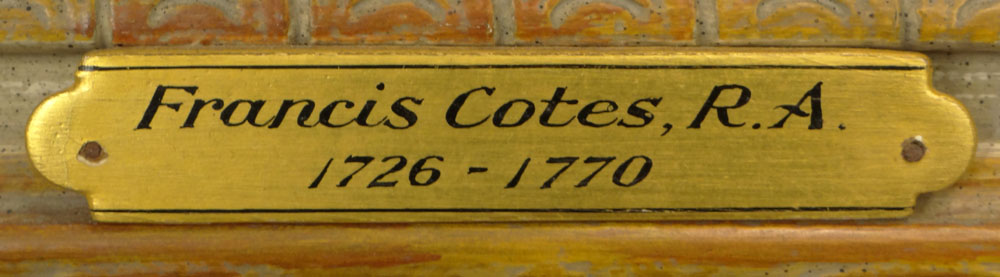 Francis Cotes, R.A.
1726 - 1770